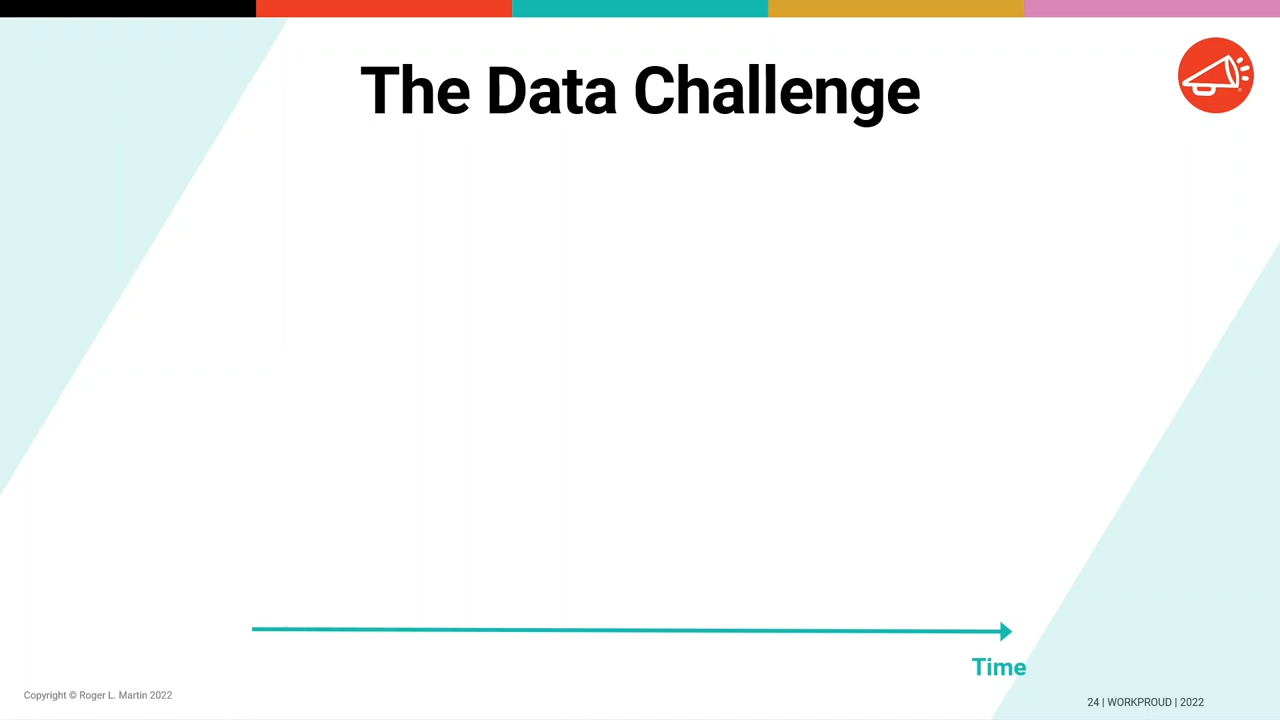 The Data Challenge
Time
Copyright © Roger L. Martin 2022
24 | WORKPROUD | 2022